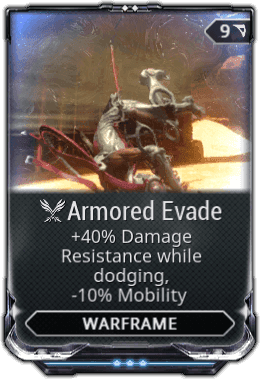 9
Armored Evade
+40% Damage
Resistance while
dodging,
-10% Mobility
WARFRAME